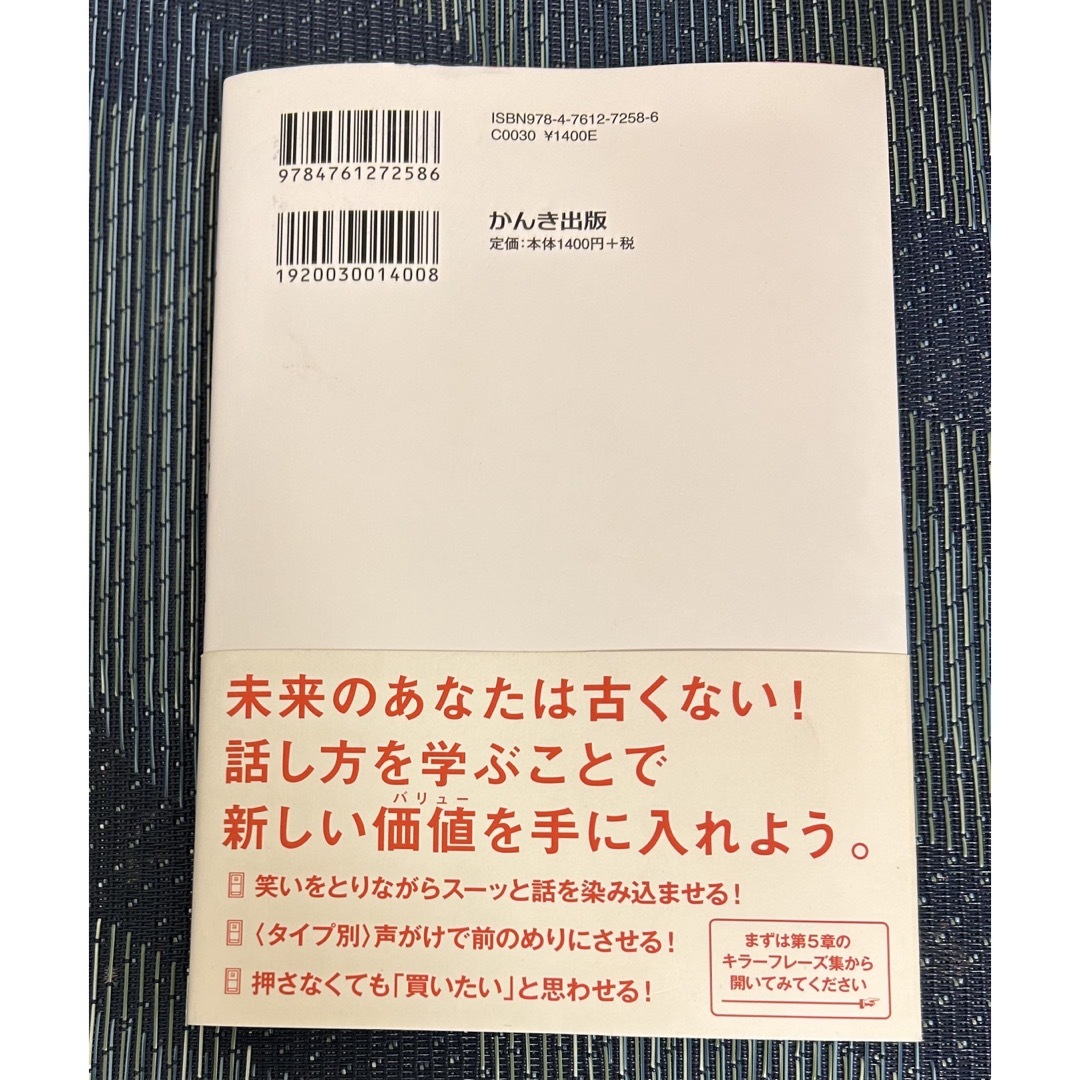 ISBN978-4-7612-7258-6
C0030 ¥1400E
9784761272586
かんき出版
定価:本体1400円+税
1920030014008
未来のあなたは古くない!
話し方を学ぶことで
バリュー
新しい価値を手に入れよう。
笑いをとりながらスーッと話を染み込ませる!
〈タイプ別〉声がけで前のめりにさせる!
押さなくても「買いたい」と思わせる!
まずは第5章の
キラーフレーズ集から
開いてみてください